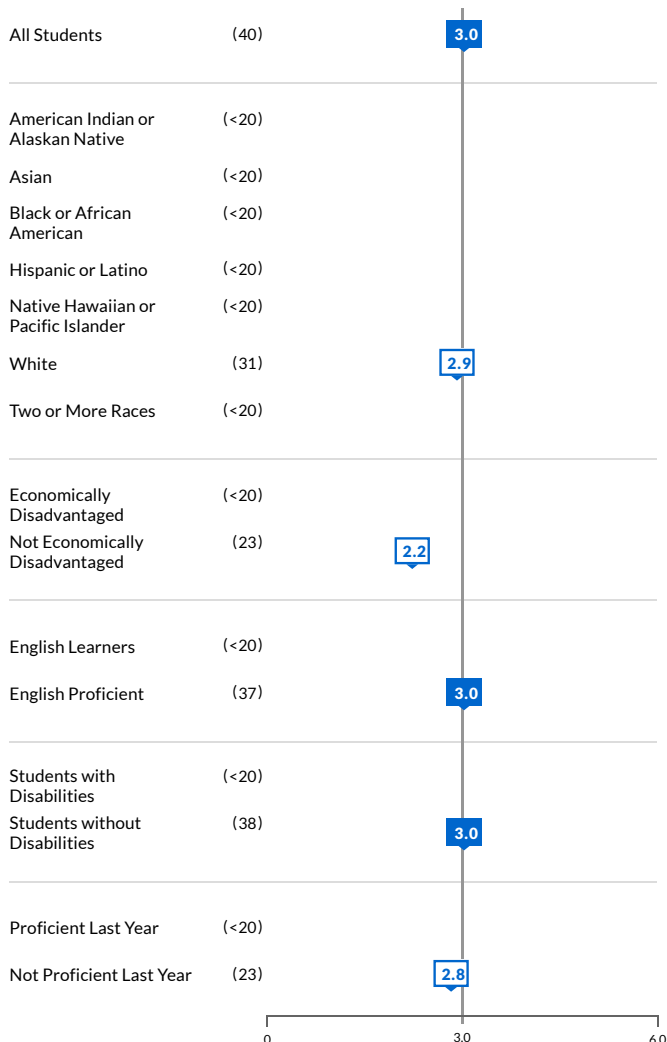 All Students (40) 3.0
American Indian or (<20)
Alaskan Native
Asian (<20)
Black or African (<20)
American
Hispanic or Latino (<20)
Native Hawaiian or (<20)
Pacific Islander
White (31) 2.9
Two or More Races (<20)
Economically (<20)
Disadvantaged
Not Economically (23) 2.2
Disadvantaged
English Learners (<20)
English Proficient (37) 3.0
Students with (<20)
Disabilities
Students without (38) 3.0
Disabilities
Proficient Last Year (<20)
Not Proficient Last Year (23) 2.8
0 3.0 6.0